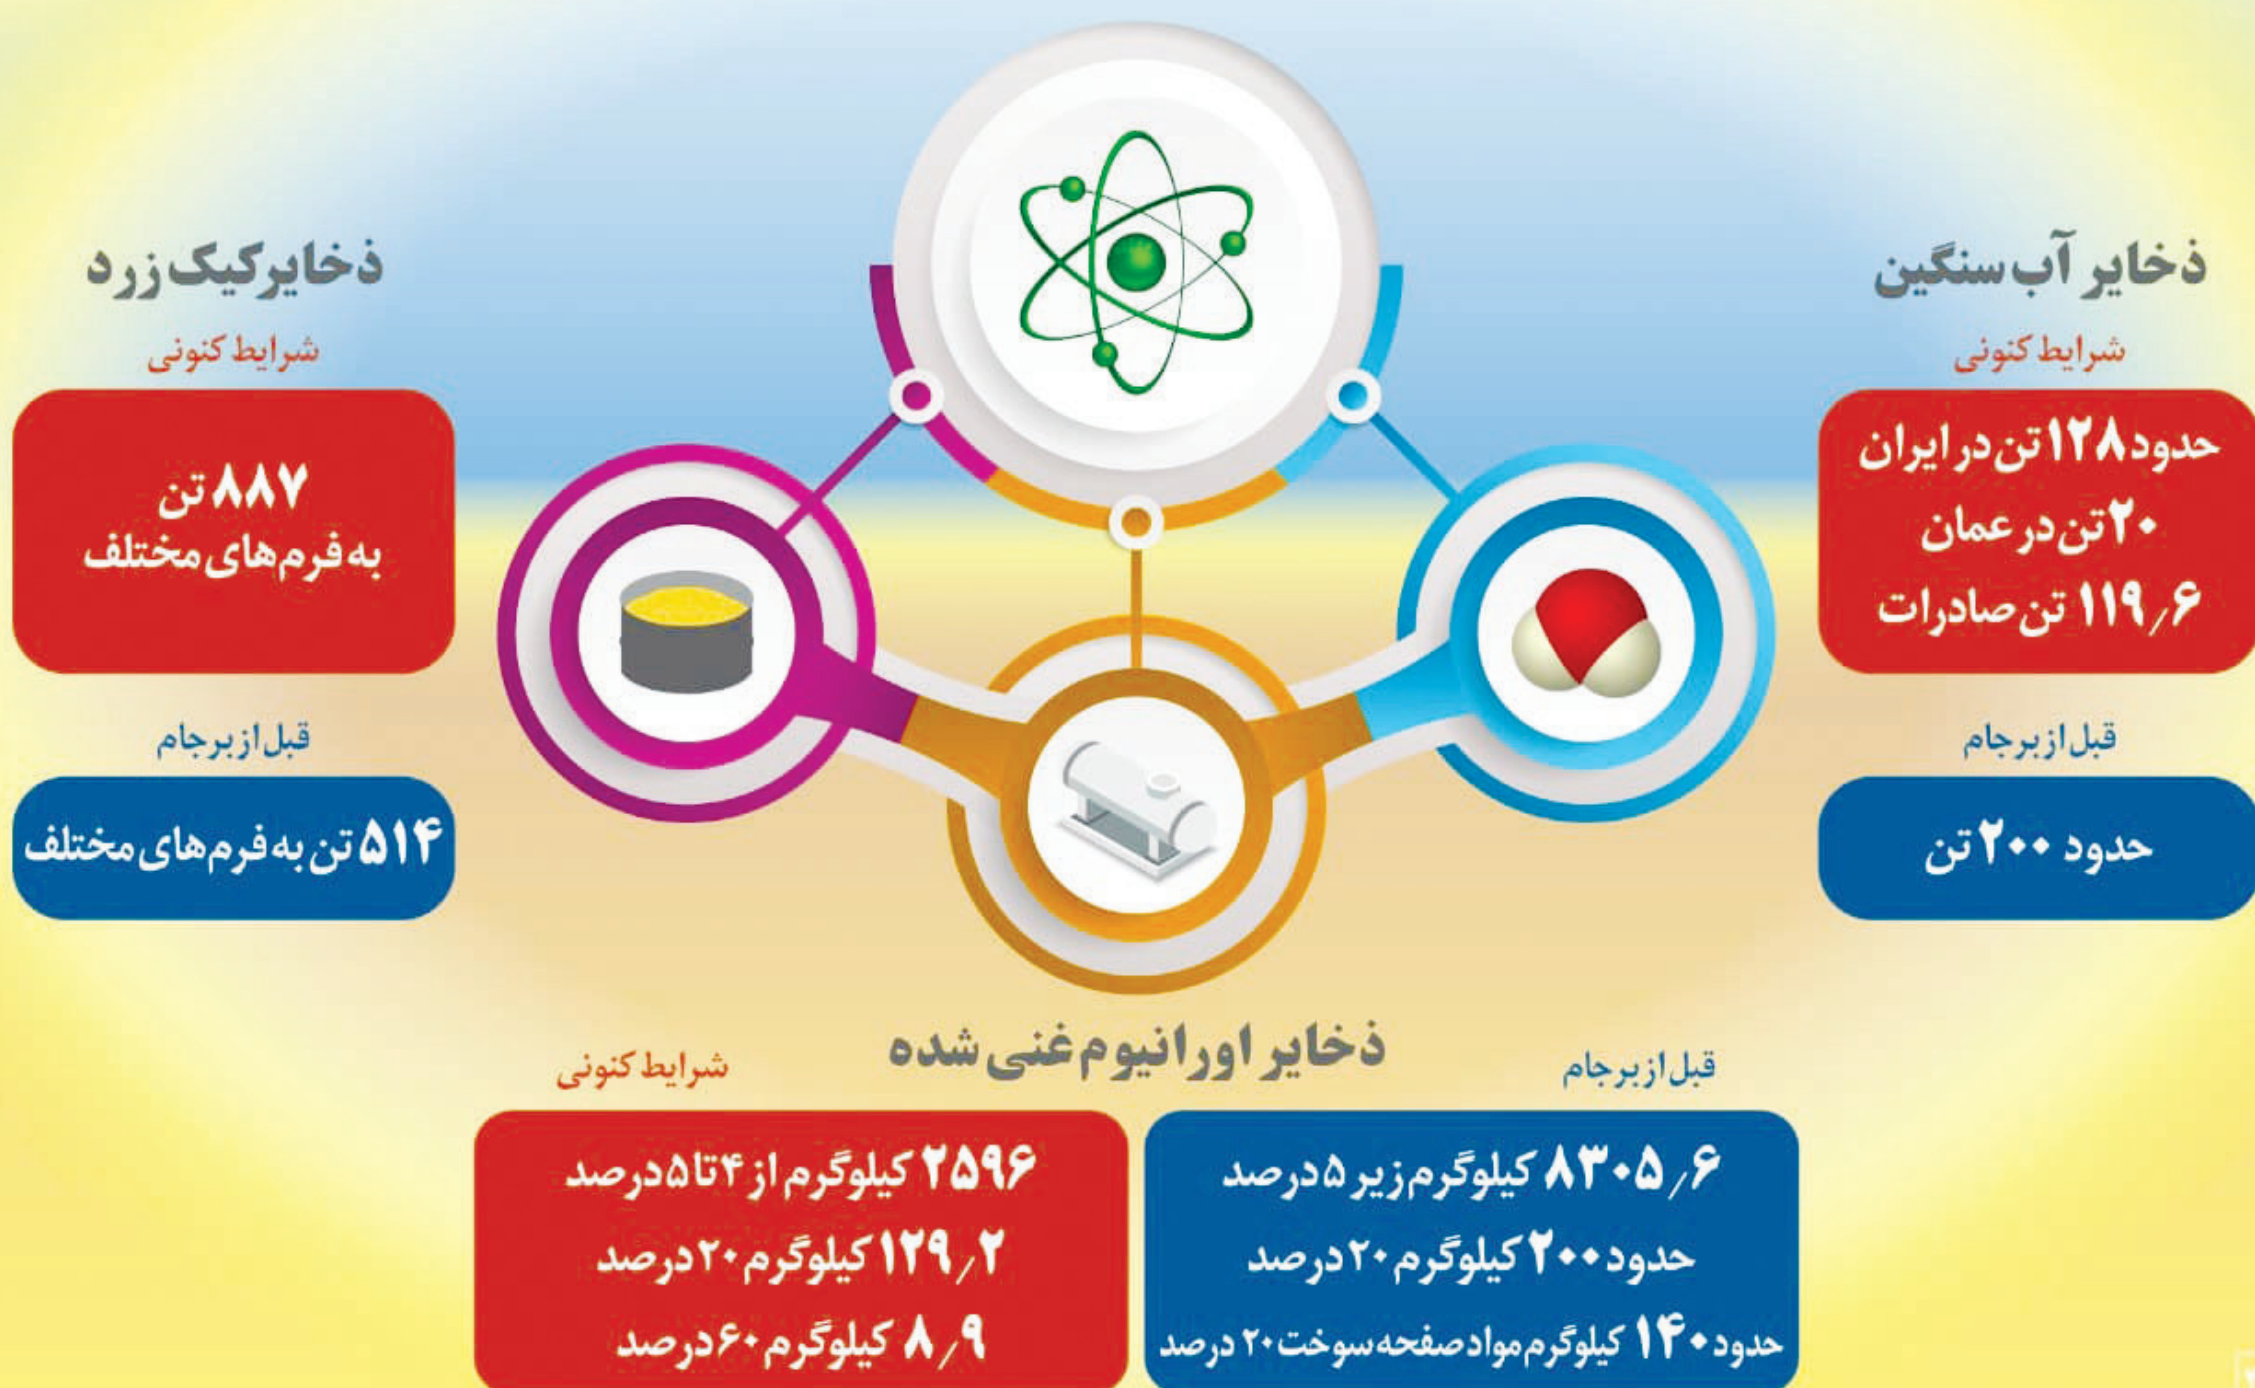 ذخایر آب سنگین
شرایط کنونی
حدود ۱۲۸ تن در ایران
۲۰ تن در عمان
۱۱۹٫۶ تن صادرات
قبل از برجام
حدود ۲۰۰ تن
ذخایر کیک زرد
شرایط کنونی
۸۸۷ تن
به فرم‌های مختلف
قبل از برجام
۵۱۴ تن به فرم‌های مختلف
ذخایر اورانیوم غنی شده
قبل از برجام
۸۳۰۵٫۶ کیلوگرم زیر ۵ درصد
حدود ۲۰۰ کیلوگرم ۲۰ درصد
حدود ۱۴۰ کیلوگرم مواد صفحه سوخت ۲۰ درصد
شرایط کنونی
۲۵۹۶ کیلوگرم از ۴ تا ۵ درصد
۱۲۹٫۲ کیلوگرم ۲۰ درصد
۸٫۹ کیلوگرم ۶۰ درصد